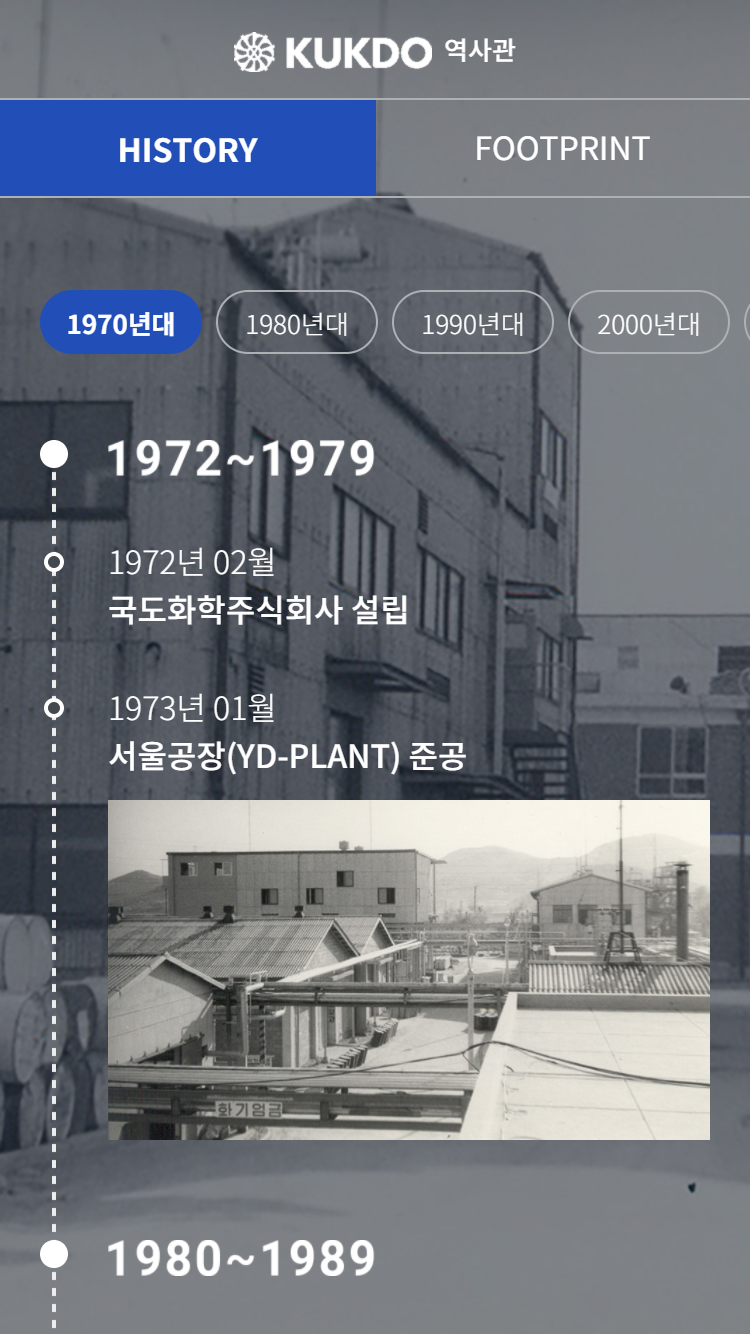 KUKDO 역사관
HISTORY
FOOTPRINT
1970년대
1980년대
1990년대
2000년대
1972~1979
1972년 02월
국도화학주식회사 설립
1973년 01월
서울공장(YD-PLANT) 준공
화기엄금
1980~1989